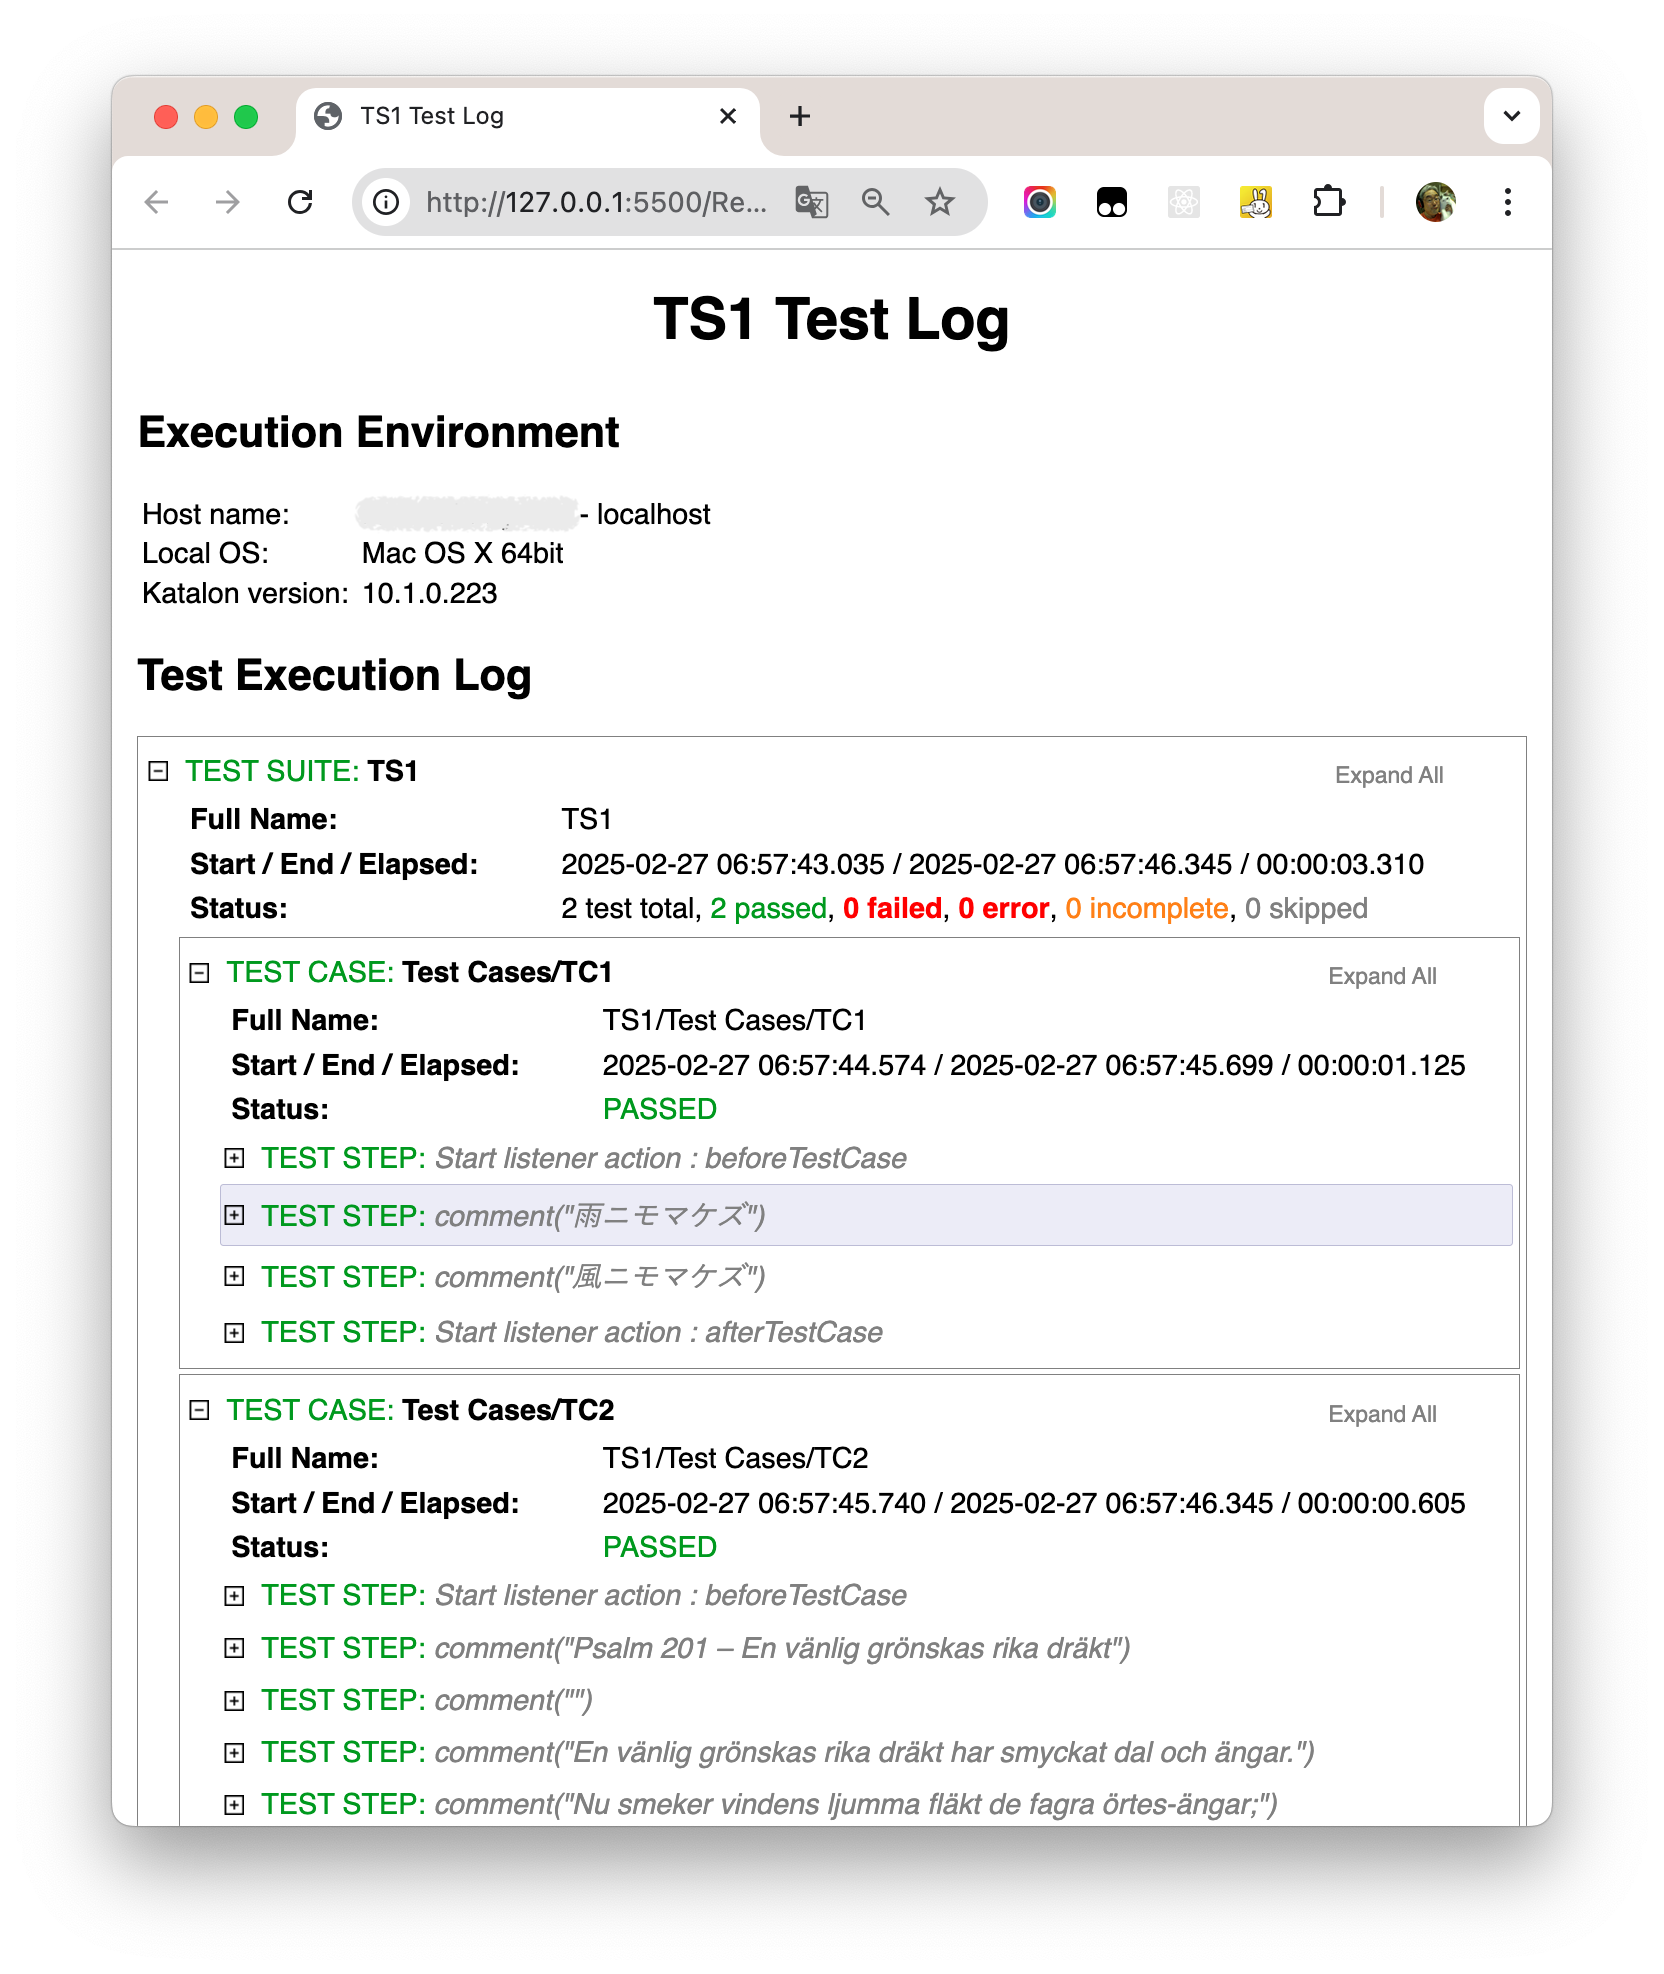 TS1 Test Log
http://127.0.0.1:5500/Re...
TS1 Test Log
Execution Environment
Host name: - localhost
Local OS: Mac OS X 64bit
Katalon version: 10.1.0.223
Test Execution Log
TEST SUITE: TS1 Expand All
Full Name: TS1
Start / End / Elapsed: 2025-02-27 06:57:43.035 / 2025-02-27 06:57:46.345 / 00:00:03.310
Status: 2 test total, 2 passed, 0 failed, 0 error, 0 incomplete, 0 skipped
TEST CASE: Test Cases/TC1 Expand All
Full Name: TS1/Test Cases/TC1
Start / End / Elapsed: 2025-02-27 06:57:44.574 / 2025-02-27 06:57:45.699 / 00:00:01.125
Status: PASSED
TEST STEP: Start listener action : beforeTestCase
TEST STEP: comment("雨ニモマケズ")
TEST STEP: comment("風ニモマケズ")
TEST STEP: Start listener action : afterTestCase
TEST CASE: Test Cases/TC2 Expand All
Full Name: TS1/Test Cases/TC2
Start / End / Elapsed: 2025-02-27 06:57:45.740 / 2025-02-27 06:57:46.345 / 00:00:00.605
Status: PASSED
TEST STEP: Start listener action : beforeTestCase
TEST STEP: comment("Psalm 201 – En vänlig grönskas rika dräkt")
TEST STEP: comment("")
TEST STEP: comment("En vänlig grönskas rika dräkt har smyckat dal och ängar.")
TEST STEP: comment("Nu smeker vindens ljumma fläkt de fagra örtes-ängar;")